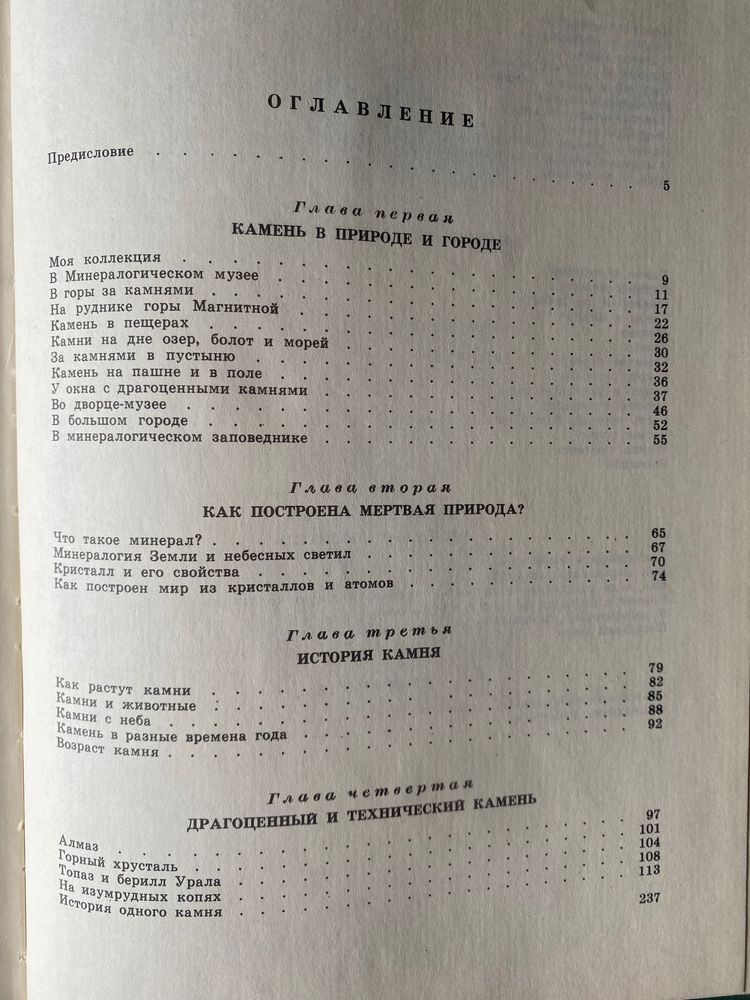 ОГЛАВЛЕНИЕ
Предисловие . . . . . . . . . . . . . . . . . . . 5
Глава первая
КАМЕНЬ В ПРИРОДЕ И ГОРОДЕ
Моя коллекция . . . . . . . . . . . . . . . . . 9
В Минералогическом музее . . . . . . . . . . . . . 11
В горы за камнями . . . . . . . . . . . . . . . . 17
На руднике горы Магнитной . . . . . . . . . . . . 22
Камень в пещерах . . . . . . . . . . . . . . . . 26
Камни на дне озер, болот и морей . . . . . . . . . . 30
За камнями в пустыню . . . . . . . . . . . . . . 32
Камень на пашне и в поле . . . . . . . . . . . . . 36
У окна с драгоценными камнями . . . . . . . . . . . 37
Во дворце-музее . . . . . . . . . . . . . . . . 46
В большом городе . . . . . . . . . . . . . . . . 52
В минералогическом заповеднике . . . . . . . . . . . 55
Глава вторая
КАК ПОСТРОЕНА МЕРТВАЯ ПРИРОДА?
Что такое минерал? . . . . . . . . . . . . . . . 65
Минералогия Земли и небесных светил . . . . . . . . . 67
Кристалл и его свойства . . . . . . . . . . . . . 70
Как построен мир из кристаллов и атомов . . . . . . . . 74
Глава третья
ИСТОРИЯ КАМНЯ
Как растут камни . . . . . . . . . . . . . . . . 79
Камни и животные . . . . . . . . . . . . . . . . 82
Камни с неба . . . . . . . . . . . . . . . . . 85
Камень в разные времена года . . . . . . . . . . . . 88
Возраст камня . . . . . . . . . . . . . . . . . 92
Глава четвертая
ДРАГОЦЕННЫЙ И ТЕХНИЧЕСКИЙ КАМЕНЬ
Алмаз . . . . . . . . . . . . . . . . . . . . 97
Горный хрусталь . . . . . . . . . . . . . . . . 101
Топаз и берилл Урала . . . . . . . . . . . . . . 104
На изумрудных копях . . . . . . . . . . . . . . . 108
История одного камня . . . . . . . . . . . . . . 113
237